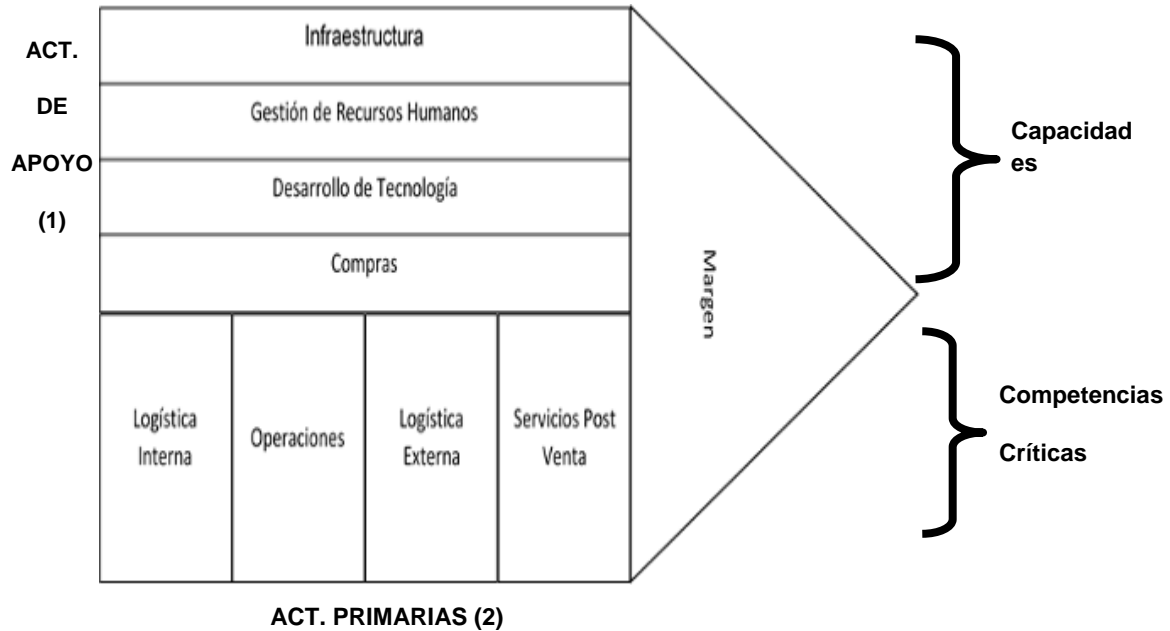 Infraestructura
ACT.
DE
APOYO
(1)
Gestión de Recursos Humanos
Desarrollo de Tecnología
Compras
Logística
Interna
Operaciones
Logística
Externa
Servicios Post
Venta
Margen
Capacidad
es
Competencias
Críticas
ACT. PRIMARIAS (2)